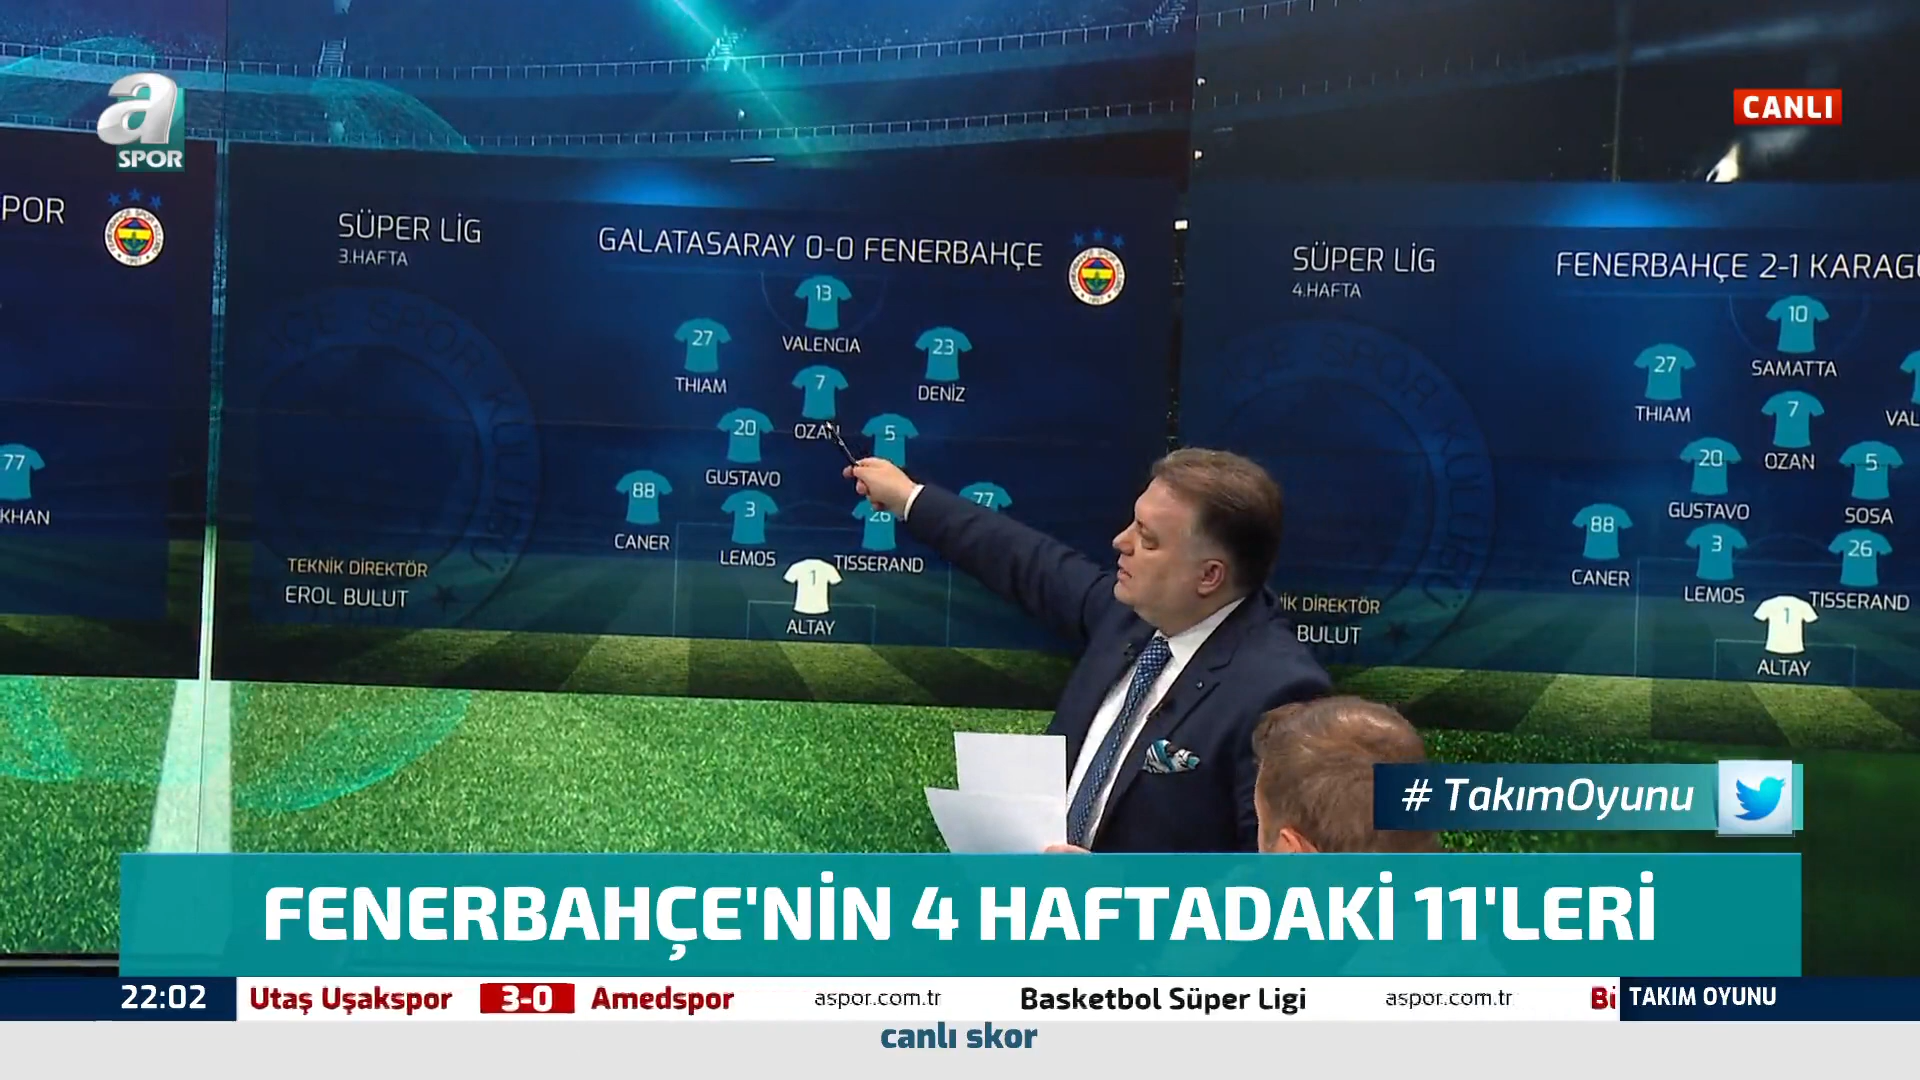 a
SPOR
CANLI
POR
77
KHAN
SÜPER LİG
3.HAFTA
GALATASARAY 0-0 FENERBAHÇE
13
VALENCIA
27
THIAM
23
DENİZ
7
OZAN
20
GUSTAVO
5
88
CANER
3
LEMOS
26
TISSERAND
77
1
ALTAY
TEKNİK DİREKTÖR
EROL BULUT
SÜPER LİG
4.HAFTA
FENERBAHÇE 2-1 KARAGÜ
10
SAMATTA
27
THIAM
VAL
7
OZAN
20
GUSTAVO
5
SOSA
88
CANER
3
LEMOS
26
TISSERAND
1
ALTAY
İK DİREKTÖR
BULUT
# TakımOyunu
FENERBAHÇE'NİN 4 HAFTADAKİ 11'LERİ
22:02 Utaş Uşakspor 3-0 Amedspor aspor.com.tr Basketbol Süper Ligi aspor.com.tr Bi TAKIM OYUNU
canlı skor